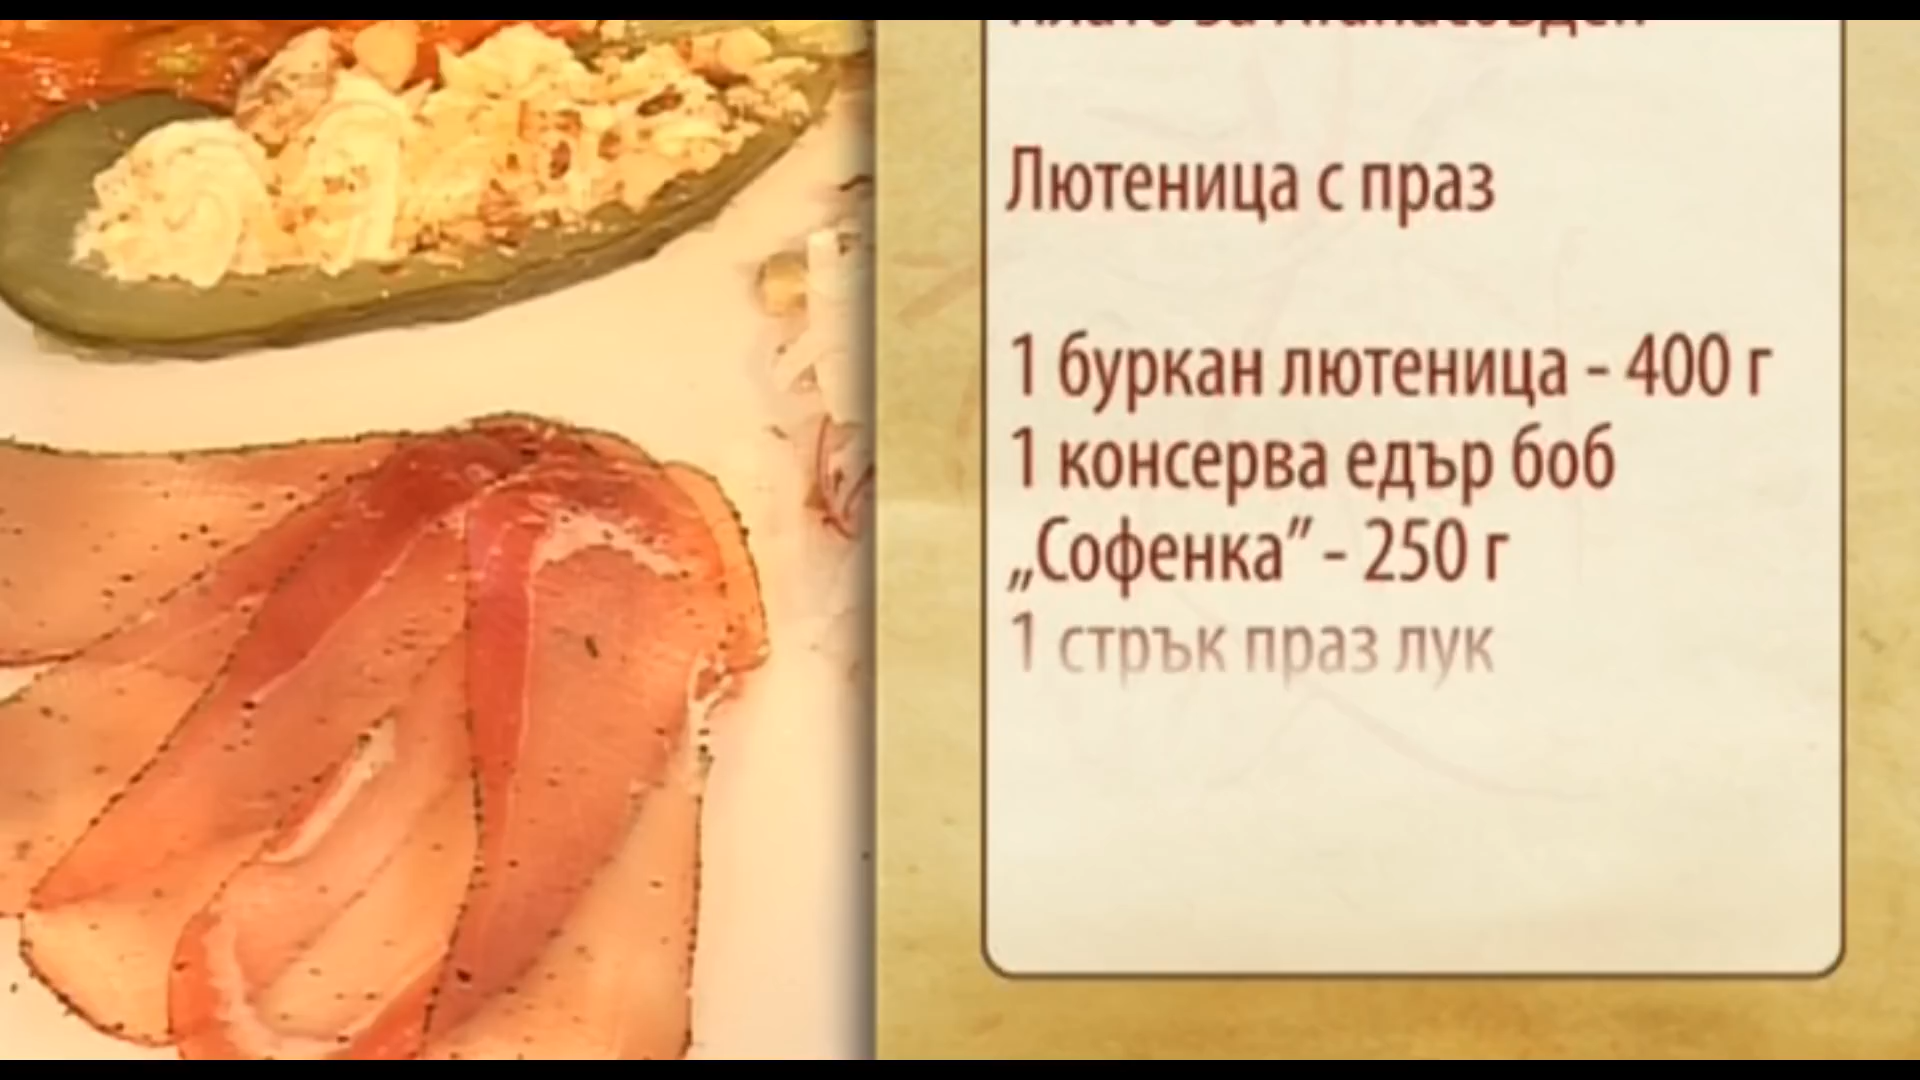 Лютеница с праз
1 буркан лютеница - 400 г
1 консерва едър боб
„Софенка” - 250 г
1 стрък праз лук